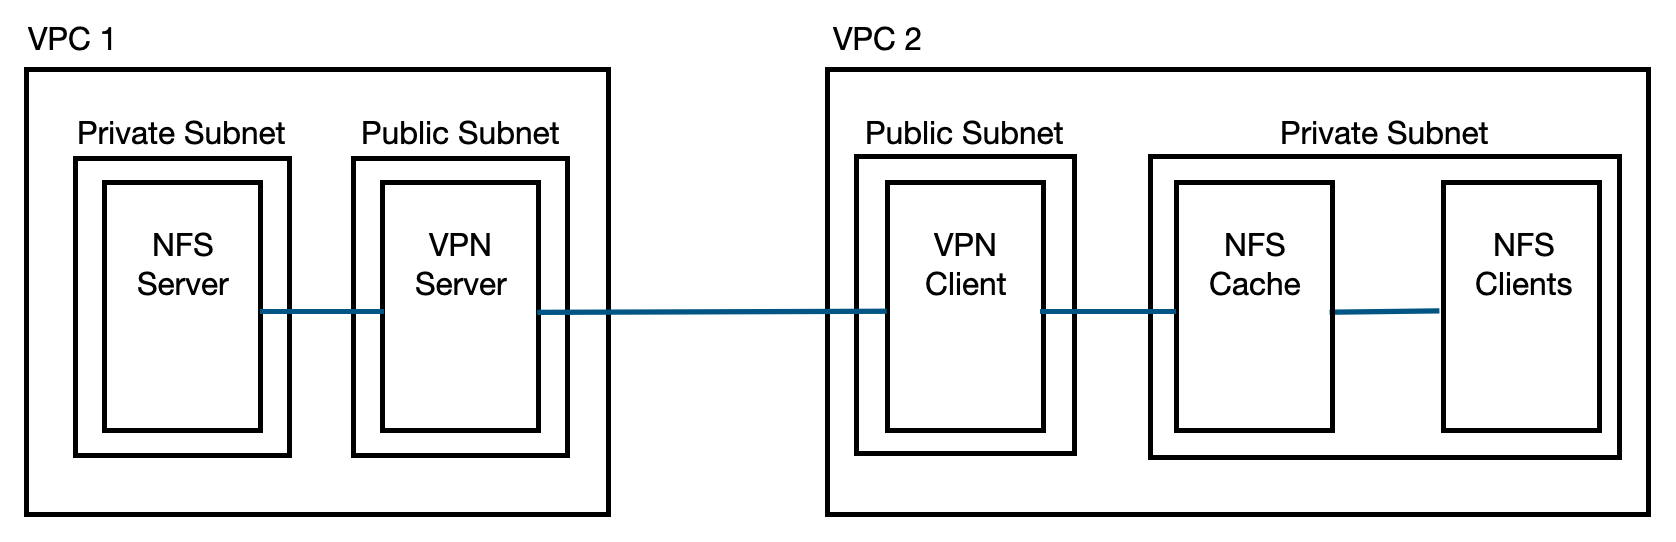 VPC 1
VPC 2
Private Subnet
Public Subnet
Public Subnet
Private Subnet
NFS
Server
VPN
Server
VPN
Client
NFS
Cache
NFS
Clients